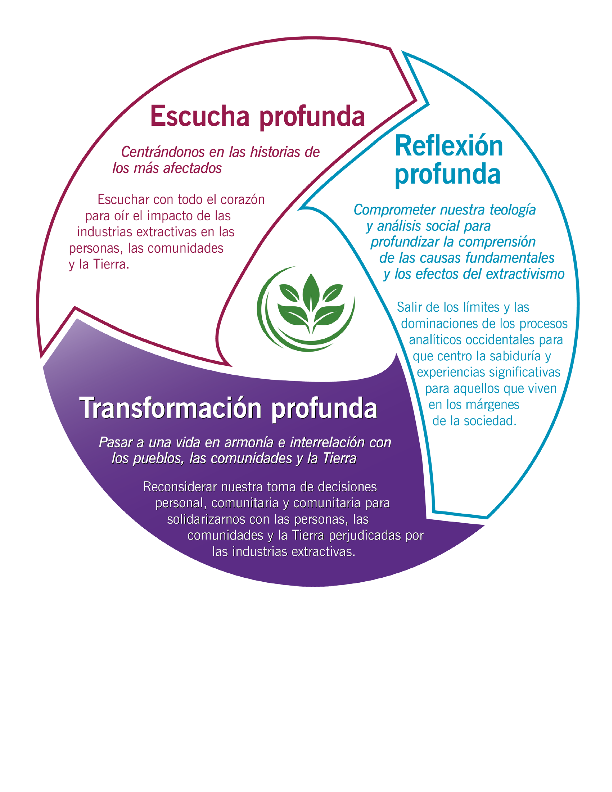 Escucha profunda
Centrándonos en las historias de
los más afectados
Escuchar con todo el corazón
para oír el impacto de las
industrias extractivas en las
personas, las comunidades
y la Tierra.
Reflexión
profunda
Comprometer nuestra teología
y análisis social para
profundizar la comprensión
de las causas fundamentales
y los efectos del extractivismo
Salir de los límites y las
dominaciones de los procesos
analíticos occidentales para
que centro la sabiduría y
experiencias significativas
para aquellos que viven
en los márgenes
de la sociedad.
Transformación profunda
Pasar a una vida en armonía e interrelación con
los pueblos, las comunidades y la Tierra
Reconsiderar nuestra toma de decisiones
personal, comunitaria y comunitaria para
solidarizarnos con las personas, las
comunidades y la Tierra perjudicadas por
las industrias extractivas.